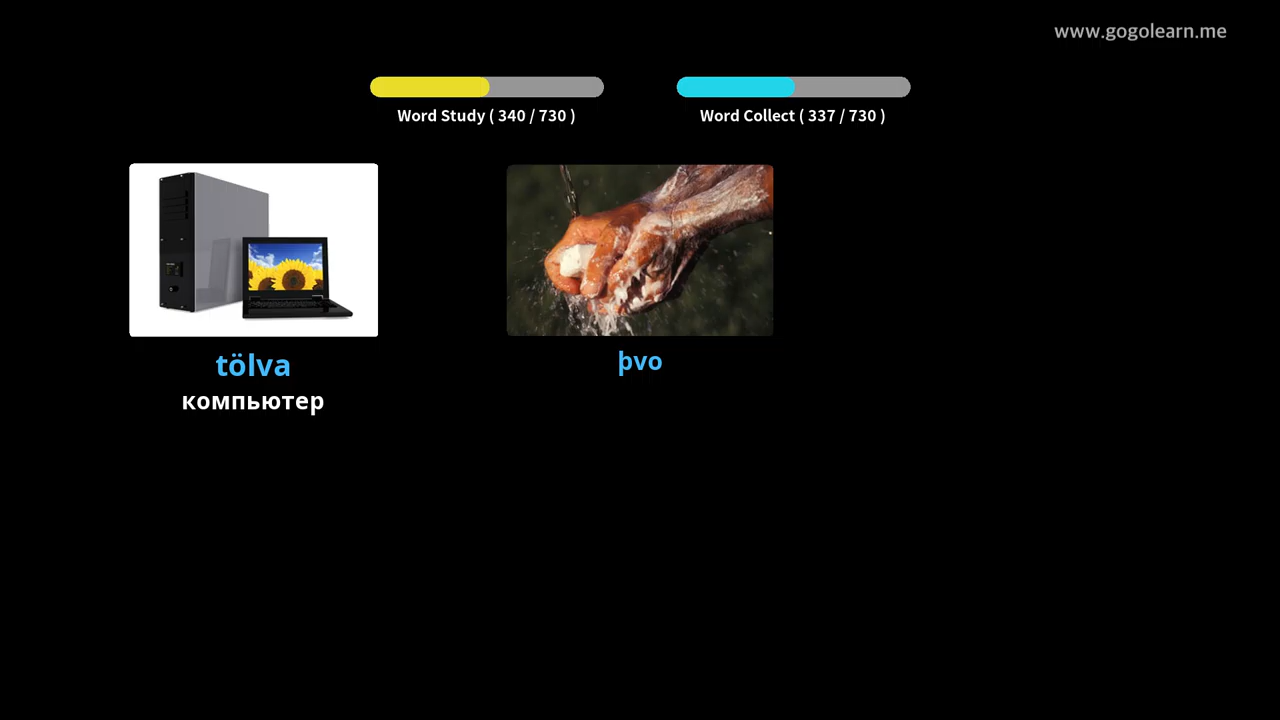 www.gogolearn.me
Word Study ( 340 / 730 )
Word Collect ( 337 / 730 )
tölva
компьютер
þvo